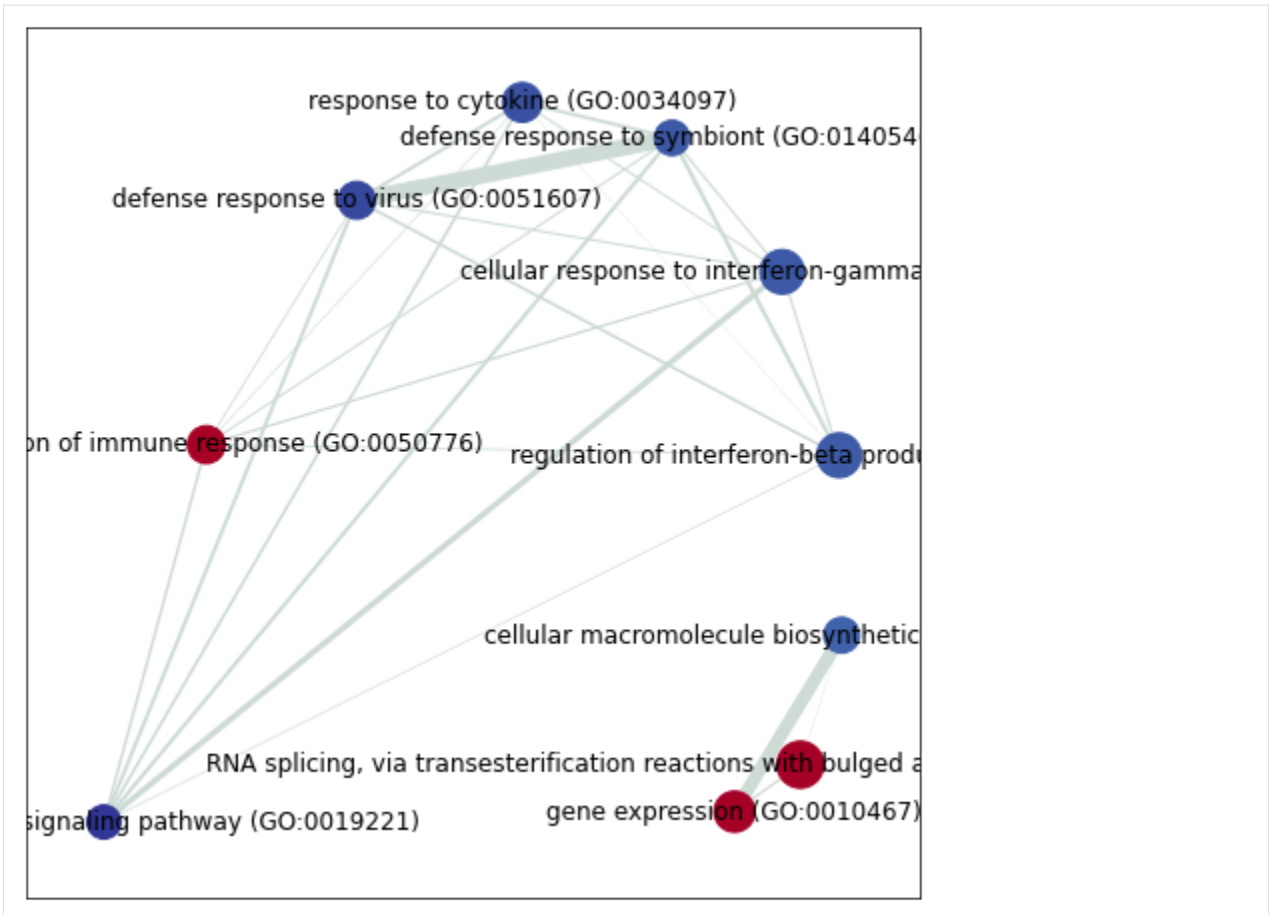 response to cytokine (GO:0034097)
defense response to symbiont (GO:014054
defense response to virus (GO:0051607)
cellular response to interferon-gamma
on of immune response (GO:0050776)
regulation of interferon-beta produ
cellular macromolecule biosynthetic
RNA splicing, via transesterification reactions with bulged a
gene expression (GO:0010467)
signaling pathway (GO:0019221)